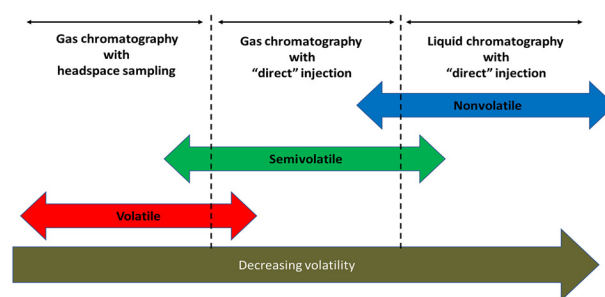 Gas chromatography
with
headspace sampling
Gas chromatography
with
“direct” injection
Liquid chromatography
with
“direct” injection
Nonvolatile
Semivolatile
Volatile
Decreasing volatility